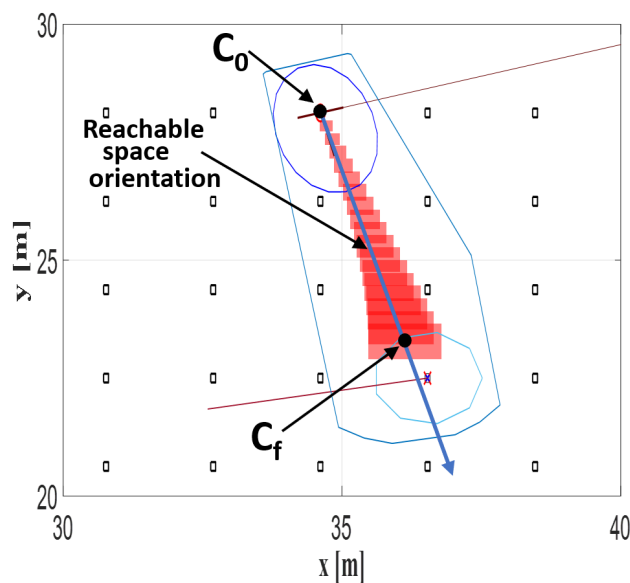 30
C0
Reachable
space
orientation
25
y [m]
Cf
20
30
35
40
x [m]